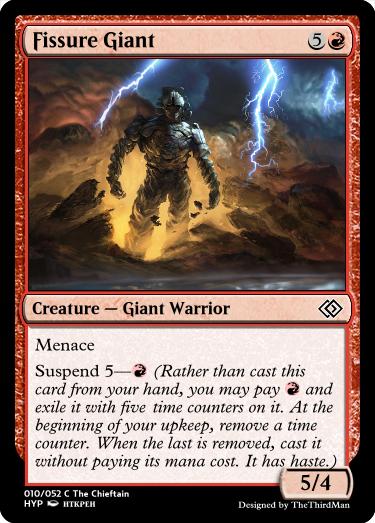 Fissure Giant 5
Creature — Giant Warrior
Menace
Suspend 5— (Rather than cast this
card from your hand, you may pay and
exile it with five time counters on it. At the
beginning of your upkeep, remove a time
counter. When the last is removed, cast it
without paying its mana cost. It has haste.)
5/4
010/052 C The Chieftain
HYP HTKPEH Designed by TheThirdMan